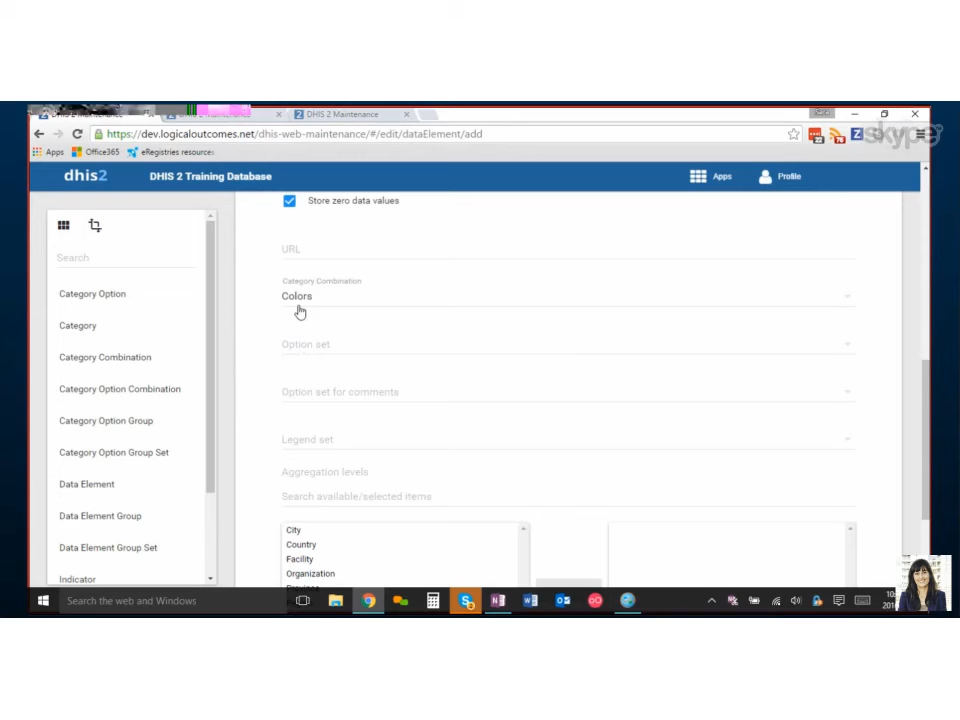 DHIS 2 Maintenance
https://dev.logicaloutcomes.net/dhis-web-maintenance/#/edit/dataElement/add
skype
Apps Office365 eRegistries resources
dhis2 DHIS 2 Training Database Apps Profile
Store zero data values
Search
URL
Category Option
Category Combination
Colors
Category
Option set
Category Combination
Category Option Combination
Option set for comments
Category Option Group
Legend set
Category Option Group Set
Aggregation levels
Data Element
Search available/selected items
Data Element Group
City
Country
Data Element Group Set
Facility
Organization
Indicator
Search the web and Windows